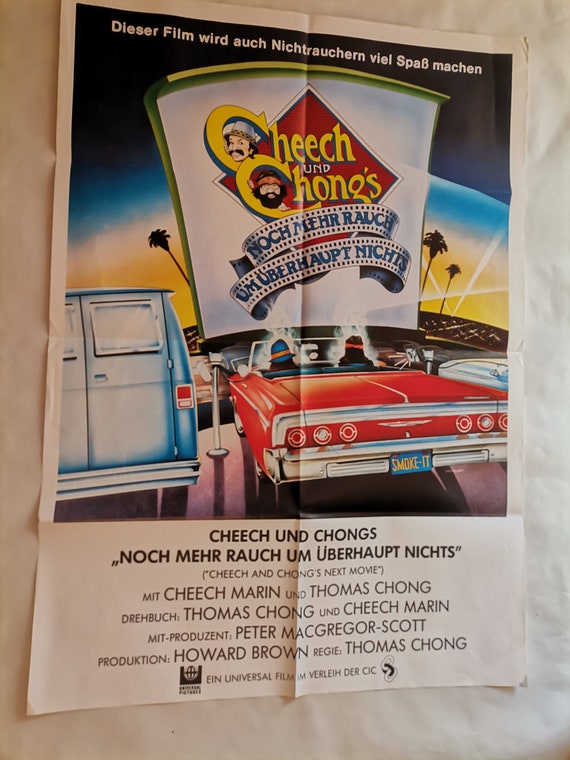 Dieser Film wird auch Nichtrauchern viel Spaß machen
Cheech
UND
Chong's
NOCH MEHR RAUCH
UM ÜBERHAUPT NICHTS
SMOKE-IT
CHEECH UND CHONGS
„NOCH MEHR RAUCH UM ÜBERHAUPT NICHTS”
("CHEECH AND CHONG'S NEXT MOVIE")
MIT CHEECH MARIN UND THOMAS CHONG
DREHBUCH: THOMAS CHONG UND CHEECH MARIN
MIT-PRODUZENT: PETER MACGREGOR-SCOTT
PRODUKTION: HOWARD BROWN REGIE: THOMAS CHONG
UNIVERSAL
PICTURES
EIN UNIVERSAL FILM IM VERLEIH DER CIC